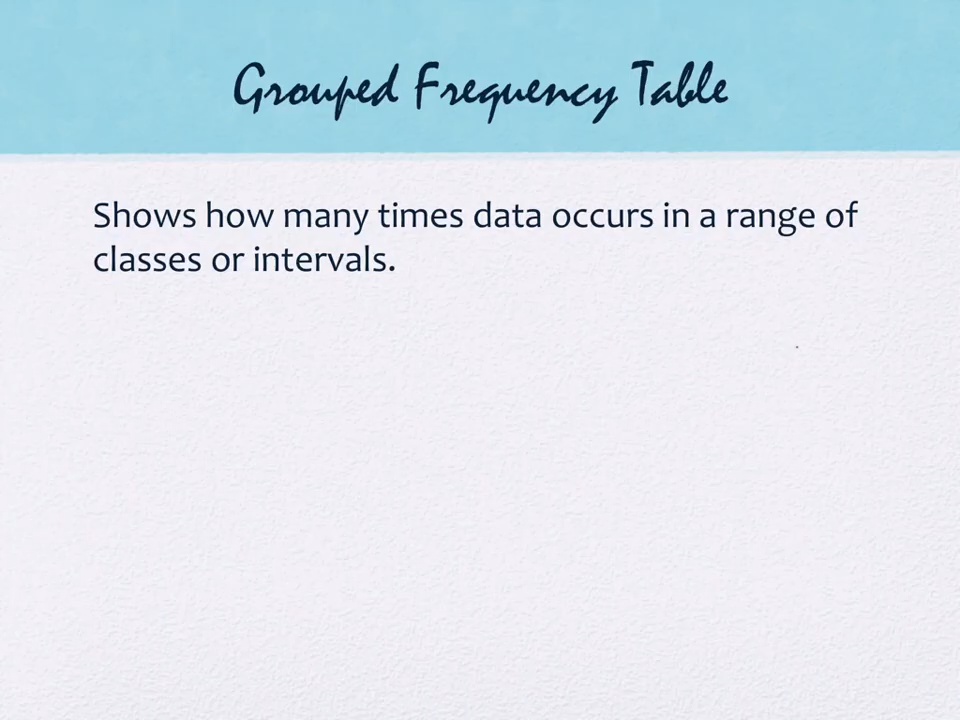 Grouped Frequency Table
Shows how many times data occurs in a range of
classes or intervals.